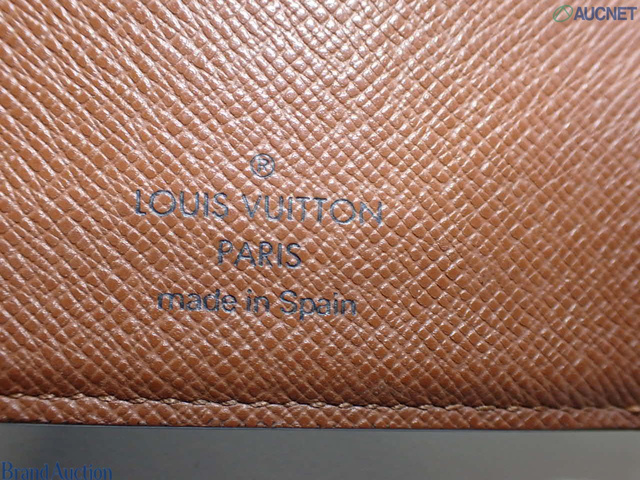 AUCNET
®
LOUIS VUITTON
PARIS
made in Spain
Brand Auction